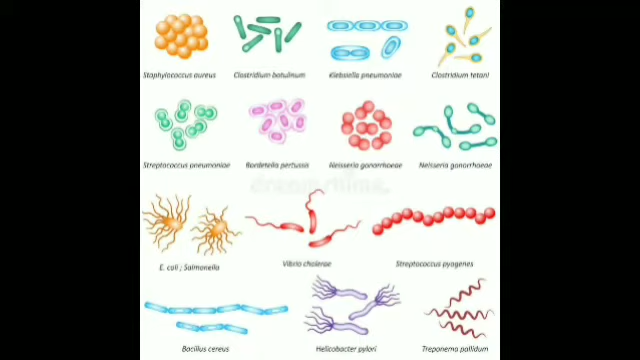 Staphylococcus aureus
Clostridium botulinum
Klebsiella pneumoniae
Clostridium tetani
Streptococcus pneumoniae
Bordetella pertussis
Neisseria gonorrhoeae
Neisseria gonorrhoeae
dreamstime.
E. coli ; Salmonella
Vibrio cholerae
Streptococcus pyogenes
Bacillus cereus
Helicobacter pylori
Treponema pallidum